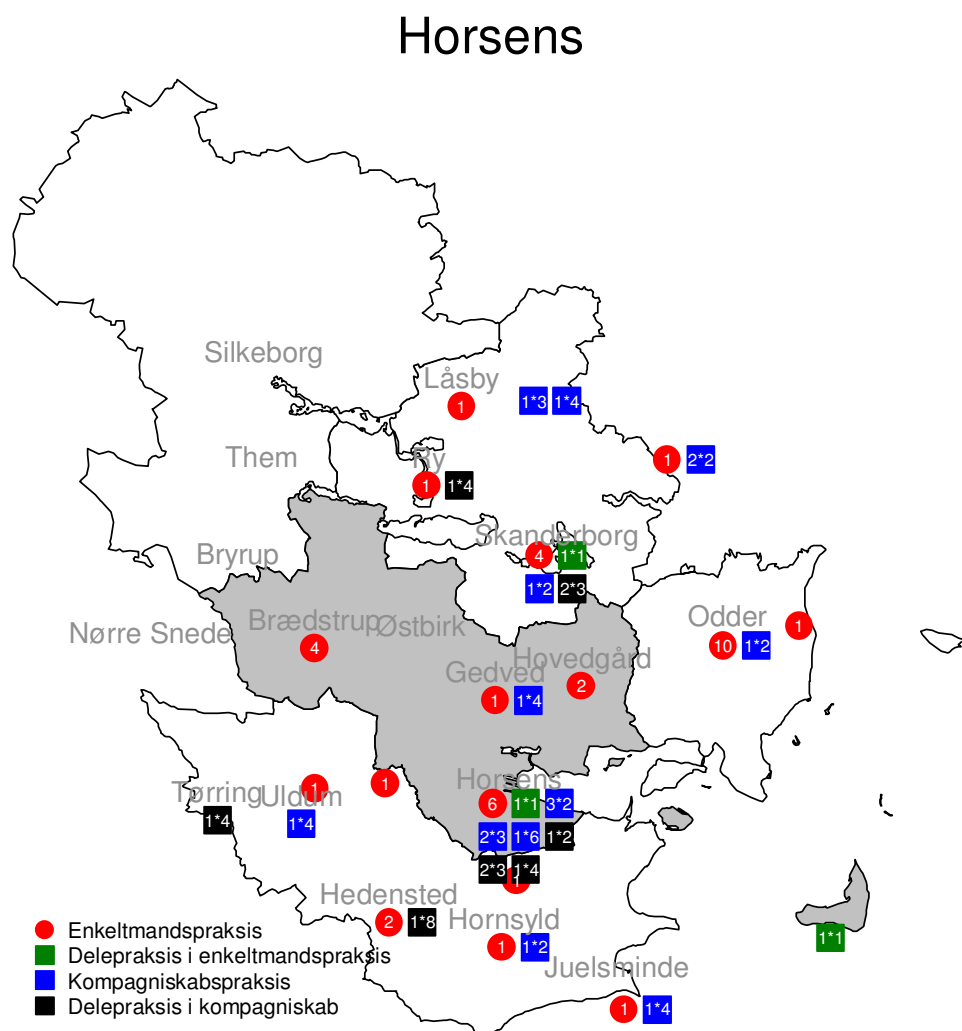 Horsens
Silkeborg
Låsby
1
1*3 1*4
Them
Ry
1 2*2
1 1*4
Skanderborg
4 1*1
Bryrup
1*2 2*3
Nørre Snede
Brædstrup
Østbirk
Odder
1
4
10 1*2
Hovedgård
Gedved
2
1 1*4
Horsens
1
1
Tørring
Uldum
6 1*1 3*2
1*4
1*4
2*3 1*6 1*2
2*3 1*4
1
Hedensted
2 1*8
Hornsyld
1 1*2
1*1
Juelsminde
1 1*4
Enkeltmandspraksis
Delepraksis i enkeltmandspraksis
Kompagniskabspraksis
Delepraksis i kompagniskab